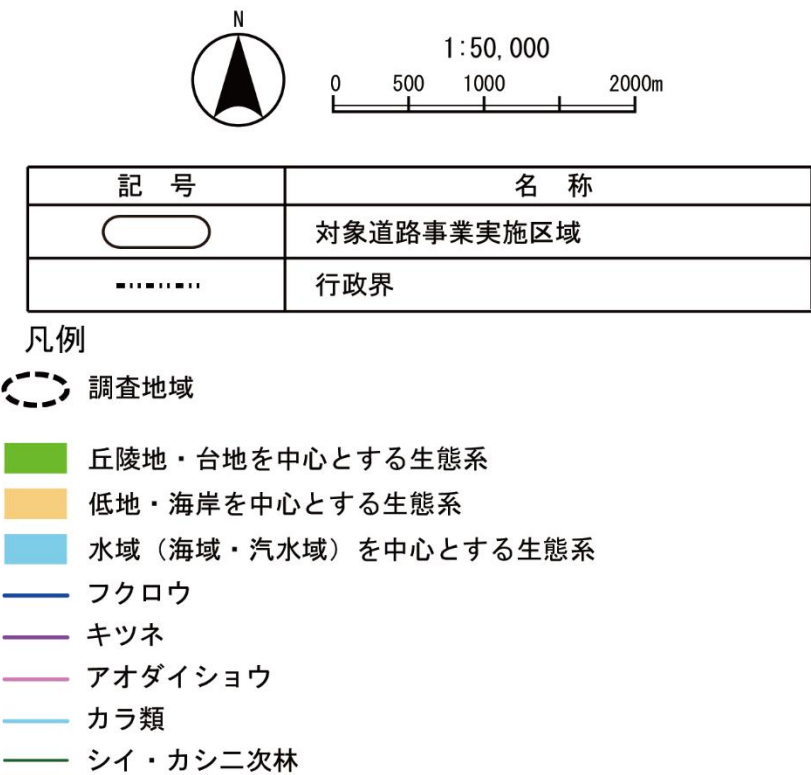 N
1:50,000
0 500 1000 2000m
記 号 名 称
対象道路事業実施区域
行政界
凡例
調査地域
丘陵地・台地を中心とする生態系
低地・海岸を中心とする生態系
水域（海域・汽水域）を中心とする生態系
フクロウ
キツネ
アオダイショウ
カラ類
シイ・カシ二次林